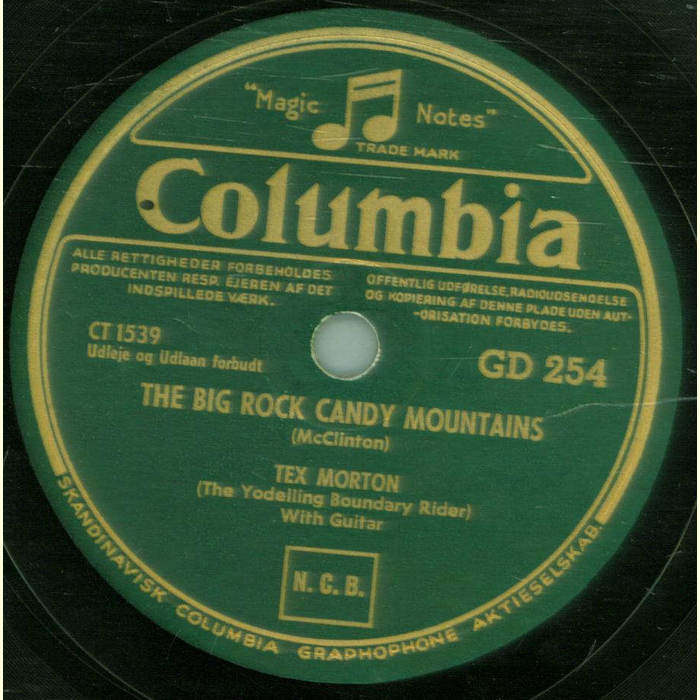 "Magic Notes"
TRADE MARK
Columbia
ALLE RETTIGHEDER FORBEHOLDES
PRODUCENTEN RESP. EJEREN AF DET
INDSPILLEDE VÆRK.
OFFENTLIG UDFØRELSE, RADIOUDSENDELSE
OG KOPIERING AF DENNE PLADE UDEN AUT-
-ORISATION FORBYDES.
CT 1539
Udleje og Udlaan forbudt
GD 254
THE BIG ROCK CANDY MOUNTAINS
(McClinton)
TEX MORTON
(The Yodelling Boundary Rider)
With Guitar
N. C. B.
SKANDINAVISK COLUMBIA GRAPHOPHONE AKTIESELSKAB.